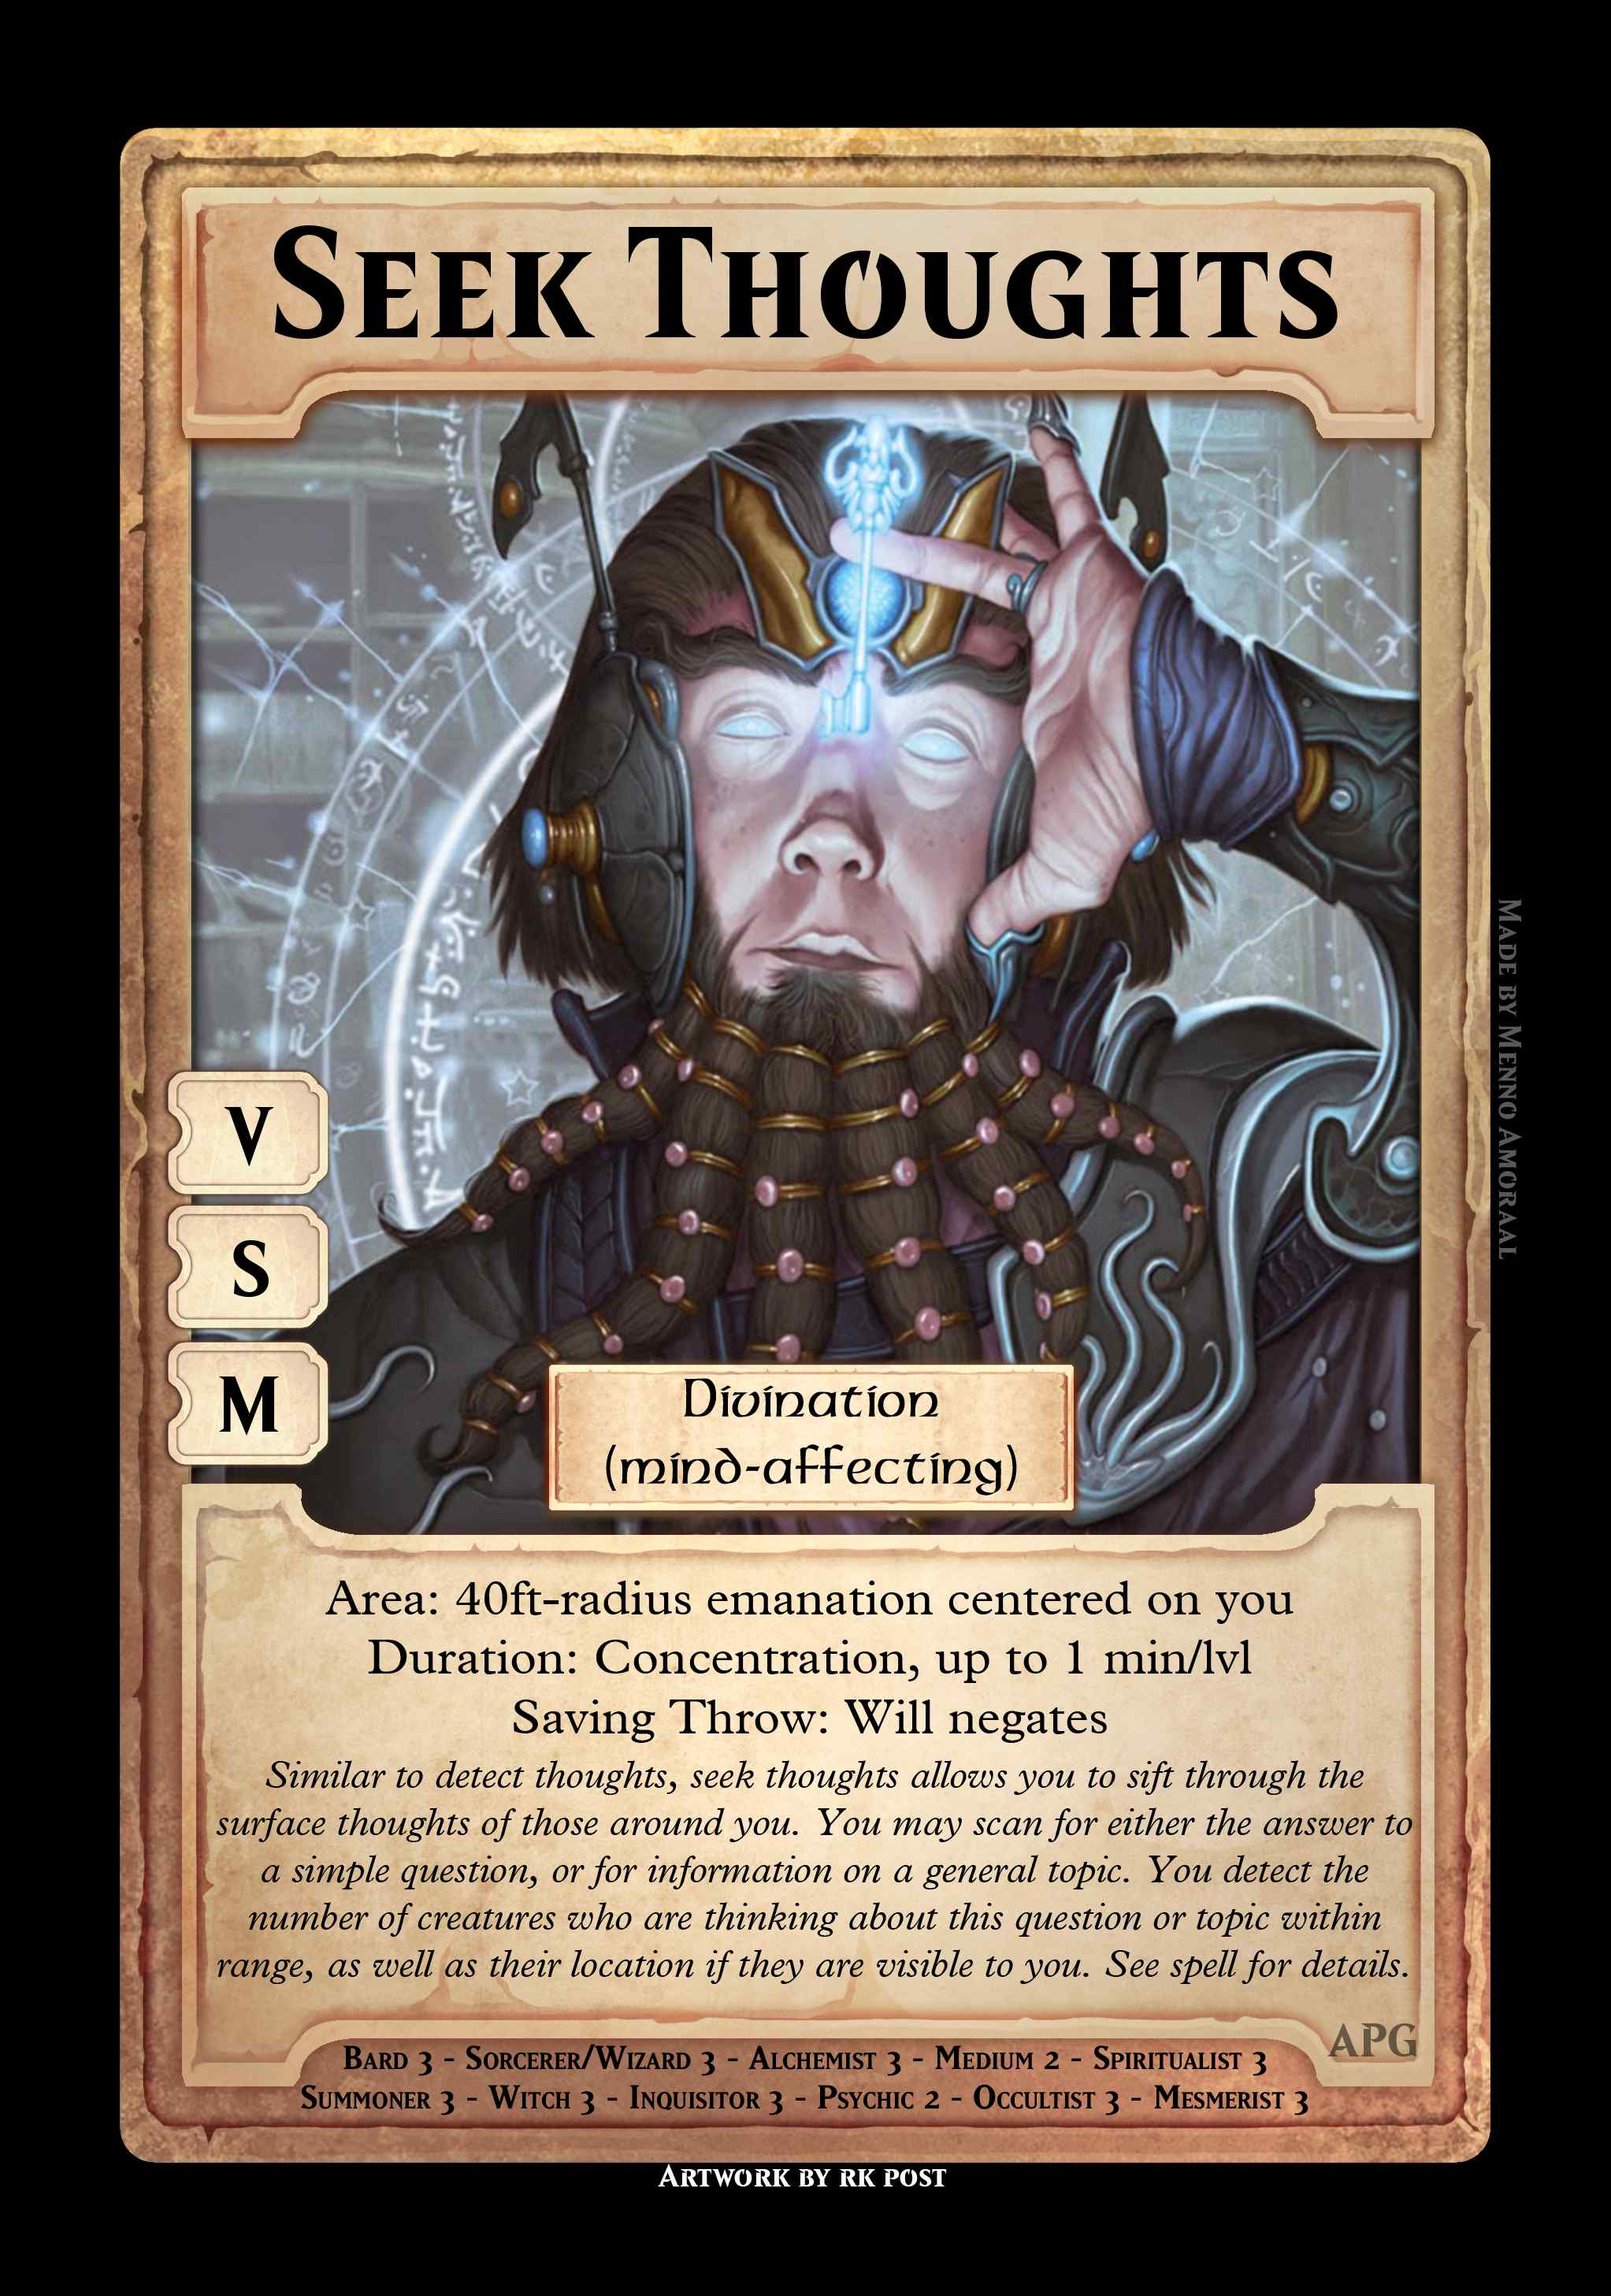 Seek Thoughts
V
S
M
Divination
(mind-affecting)
Area: 40ft-radius emanation centered on you
Duration: Concentration, up to 1 min/lvl
Saving Throw: Will negates
Similar to detect thoughts, seek thoughts allows you to sift through the
surface thoughts of those around you. You may scan for either the answer to
a simple question, or for information on a general topic. You detect the
number of creatures who are thinking about this question or topic within
range, as well as their location if they are visible to you. See spell for details.
APG
Bard 3 - Sorcerer/Wizard 3 - Alchemist 3 - Medium 2 - Spiritualist 3
Summoner 3 - Witch 3 - Inquisitor 3 - Psychic 2 - Occultist 3 - Mesmerist 3
Artwork by rk post
Made by Menno Amoraal